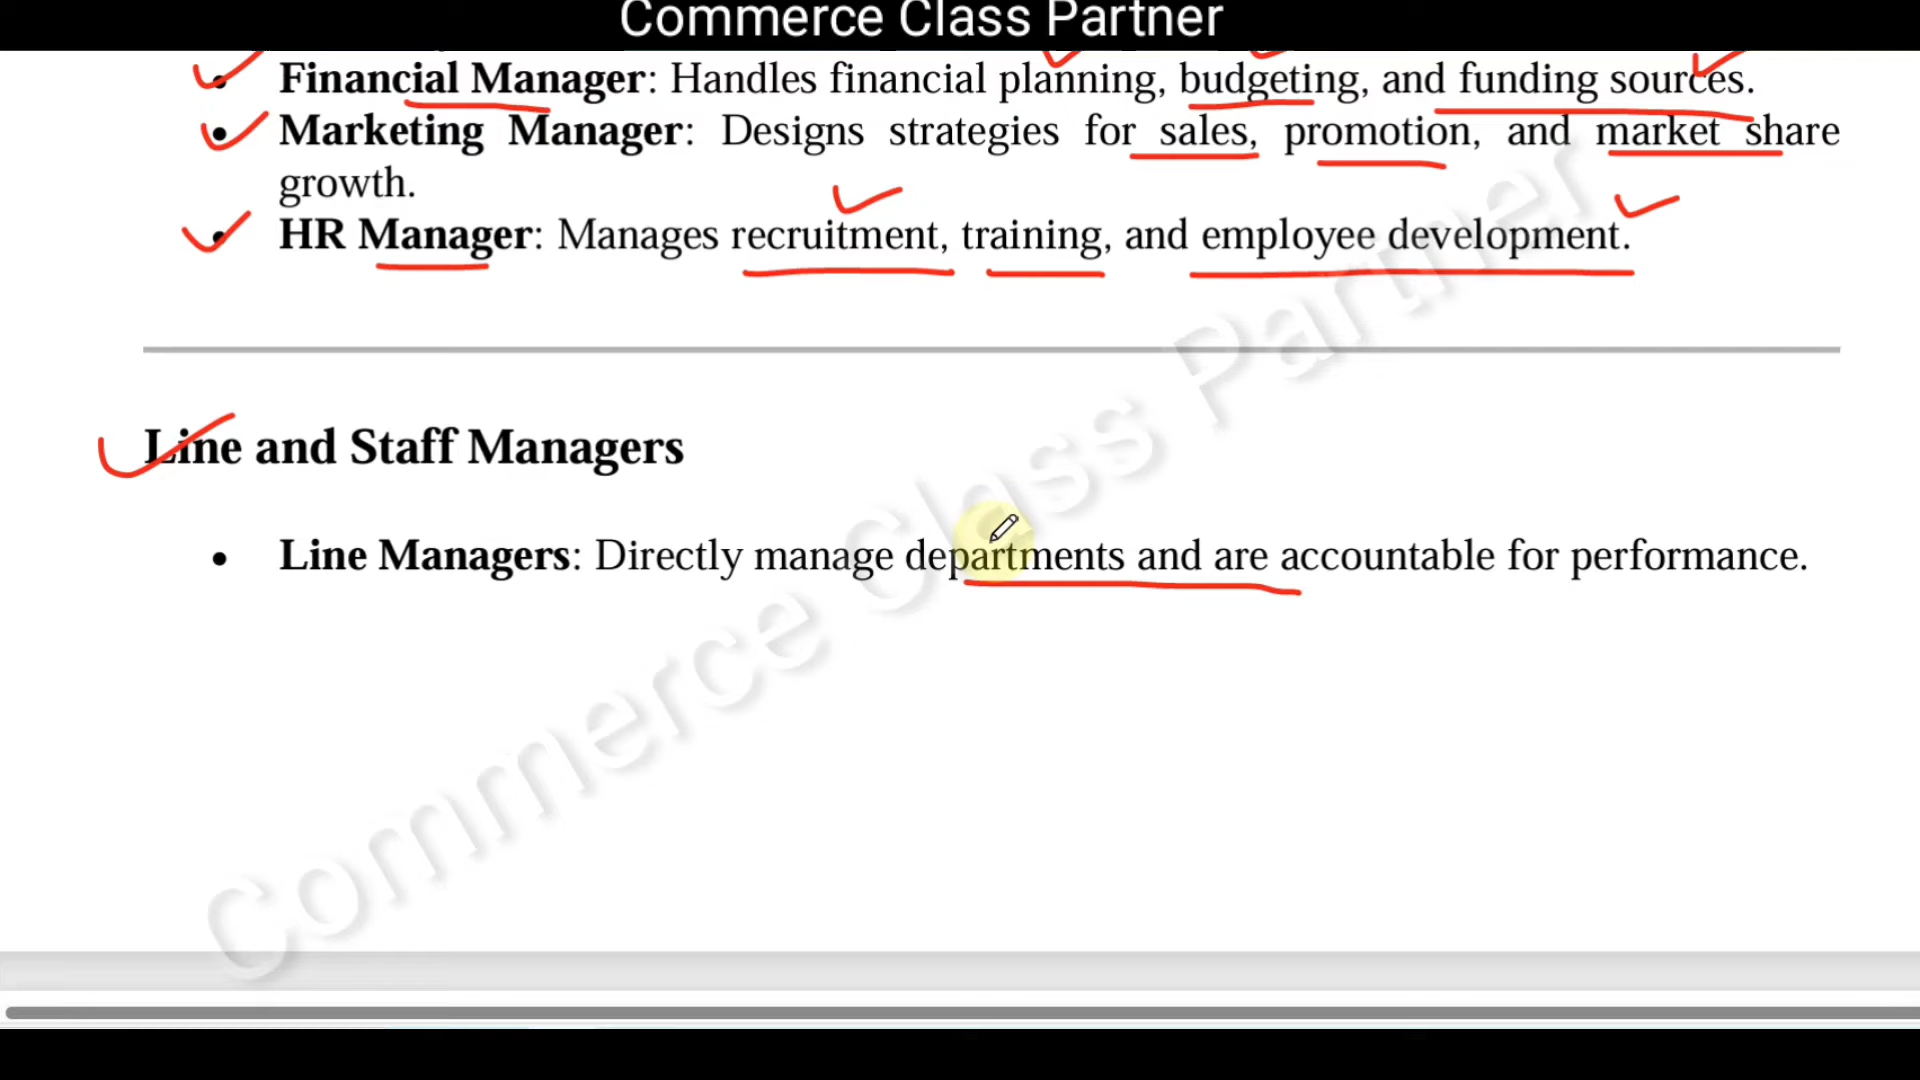 Commerce Class Partner
• Financial Manager: Handles financial planning, budgeting, and funding sources.
• Marketing Manager: Designs strategies for sales, promotion, and market share
growth.
• HR Manager: Manages recruitment, training, and employee development.
Line and Staff Managers
• Line Managers: Directly manage departments and are accountable for performance.
Commerce Class Partner